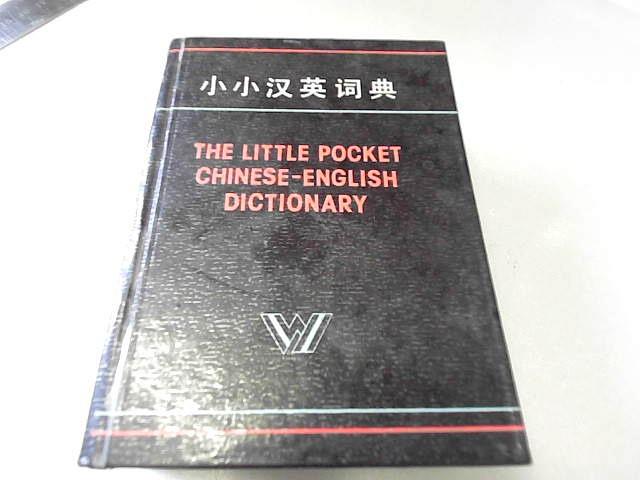 小小汉英词典
THE LITTLE POCKET
CHINESE-ENGLISH
DICTIONARY
W